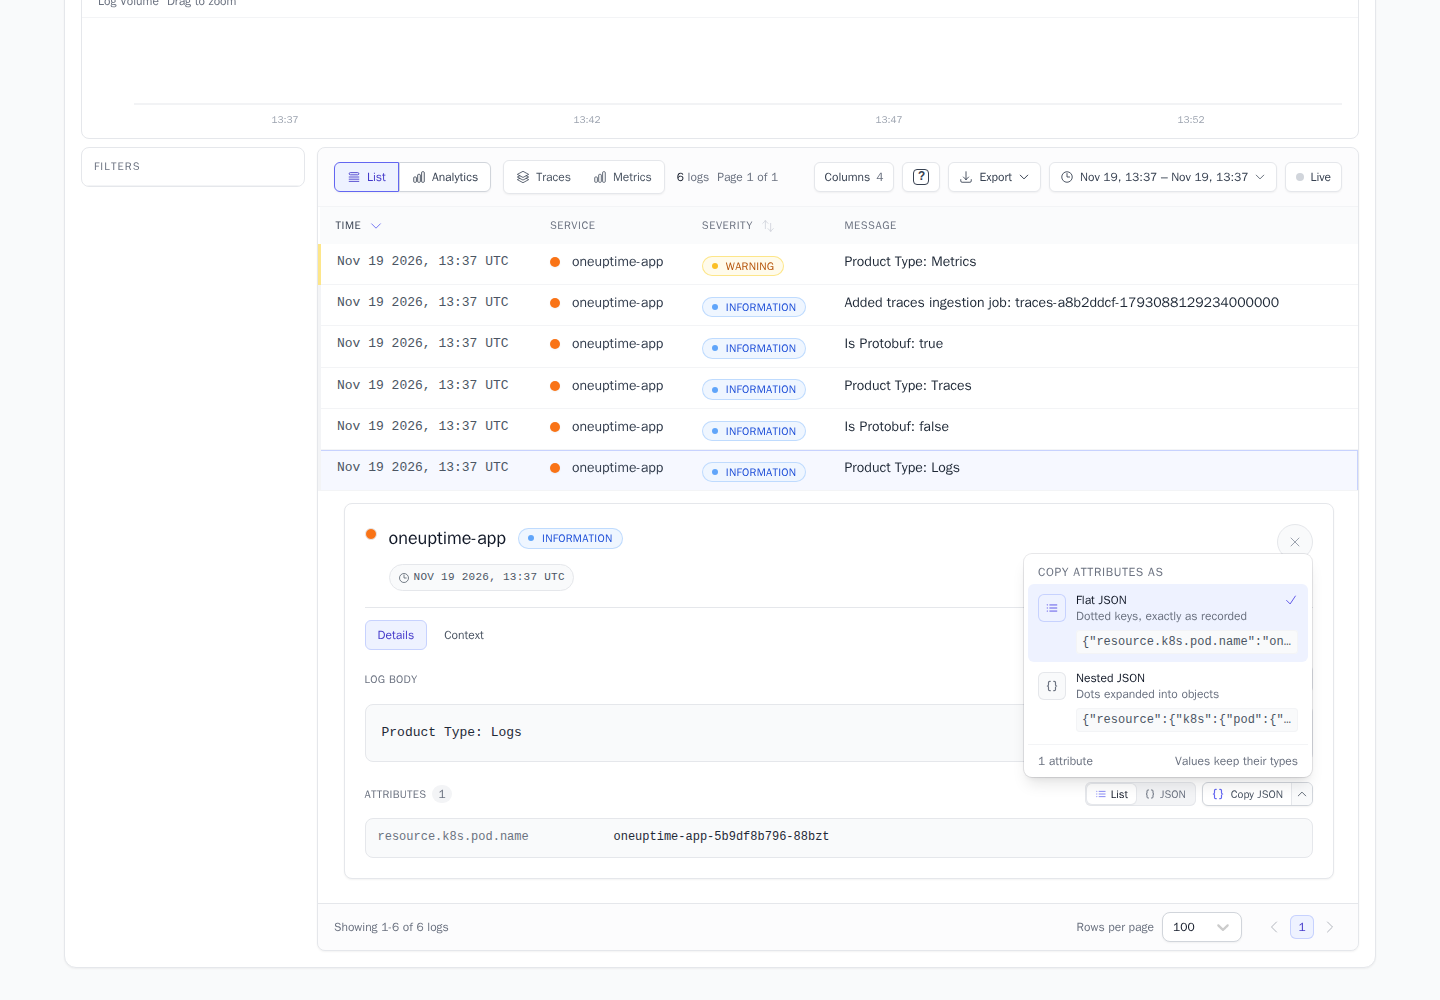 Log Volume Drag to zoom
13:37 13:42 13:47 13:52
FILTERS
List Analytics Traces Metrics 6 logs Page 1 of 1 Columns 4 ? Export Nov 19, 13:37 – Nov 19, 13:37 Live
TIME SERVICE SEVERITY MESSAGE
Nov 19 2026, 13:37 UTC oneuptime-app WARNING Product Type: Metrics
Nov 19 2026, 13:37 UTC oneuptime-app INFORMATION Added traces ingestion job: traces-a8b2ddcf-1793088129234000000
Nov 19 2026, 13:37 UTC oneuptime-app INFORMATION Is Protobuf: true
Nov 19 2026, 13:37 UTC oneuptime-app INFORMATION Product Type: Traces
Nov 19 2026, 13:37 UTC oneuptime-app INFORMATION Is Protobuf: false
Nov 19 2026, 13:37 UTC oneuptime-app INFORMATION Product Type: Logs
oneuptime-app INFORMATION
NOV 19 2026, 13:37 UTC
COPY ATTRIBUTES AS
Flat JSON
Dotted keys, exactly as recorded
{"resource.k8s.pod.name":"on…
Nested JSON
Dots expanded into objects
{"resource":{"k8s":{"pod":{"…
1 attribute Values keep their types
Details Context
LOG BODY
Product Type: Logs
ATTRIBUTES 1 List {} JSON {} Copy JSON
resource.k8s.pod.name oneuptime-app-5b9df8b796-88bzt
Showing 1-6 of 6 logs Rows per page 100 1